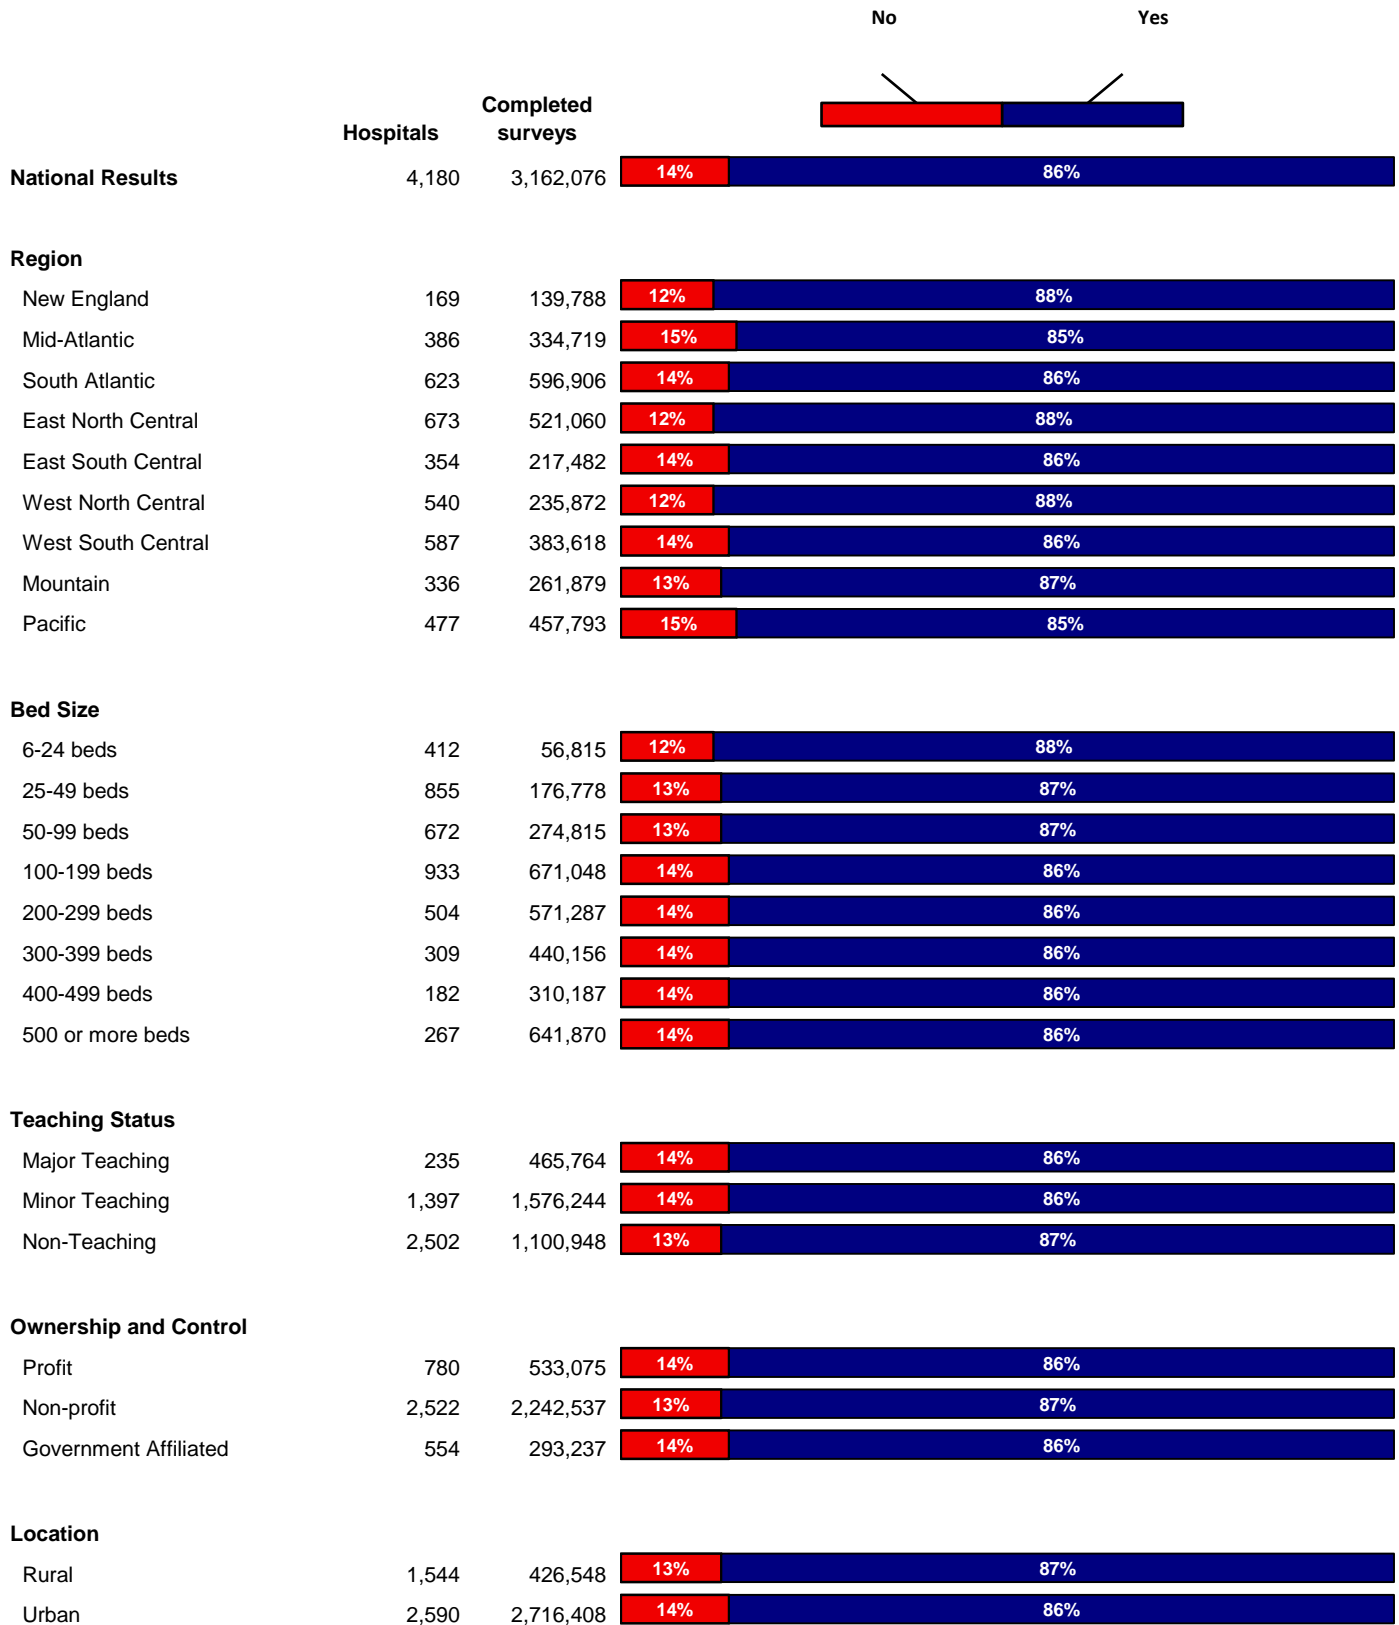 No Yes
Completed
Hospitals surveys
National Results 4,180 3,162,076 14% 86%
Region
New England 169 139,788 12% 88%
Mid-Atlantic 386 334,719 15% 85%
South Atlantic 623 596,906 14% 86%
East North Central 673 521,060 12% 88%
East South Central 354 217,482 14% 86%
West North Central 540 235,872 12% 88%
West South Central 587 383,618 14% 86%
Mountain 336 261,879 13% 87%
Pacific 477 457,793 15% 85%
Bed Size
6-24 beds 412 56,815 12% 88%
25-49 beds 855 176,778 13% 87%
50-99 beds 672 274,815 13% 87%
100-199 beds 933 671,048 14% 86%
200-299 beds 504 571,287 14% 86%
300-399 beds 309 440,156 14% 86%
400-499 beds 182 310,187 14% 86%
500 or more beds 267 641,870 14% 86%
Teaching Status
Major Teaching 235 465,764 14% 86%
Minor Teaching 1,397 1,576,244 14% 86%
Non-Teaching 2,502 1,100,948 13% 87%
Ownership and Control
Profit 780 533,075 14% 86%
Non-profit 2,522 2,242,537 13% 87%
Government Affiliated 554 293,237 14% 86%
Location
Rural 1,544 426,548 13% 87%
Urban 2,590 2,716,408 14% 86%